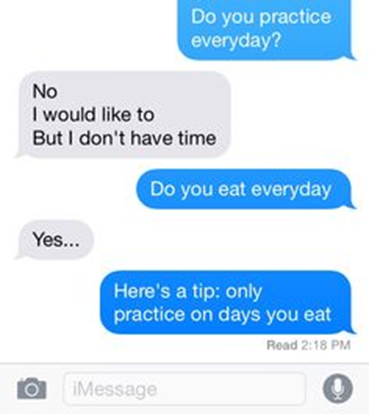 Do you practice
everyday?
No
I would like to
But I don't have time
Do you eat everyday
Yes...
Here's a tip: only
practice on days you eat
Read 2:18 PM
iMessage